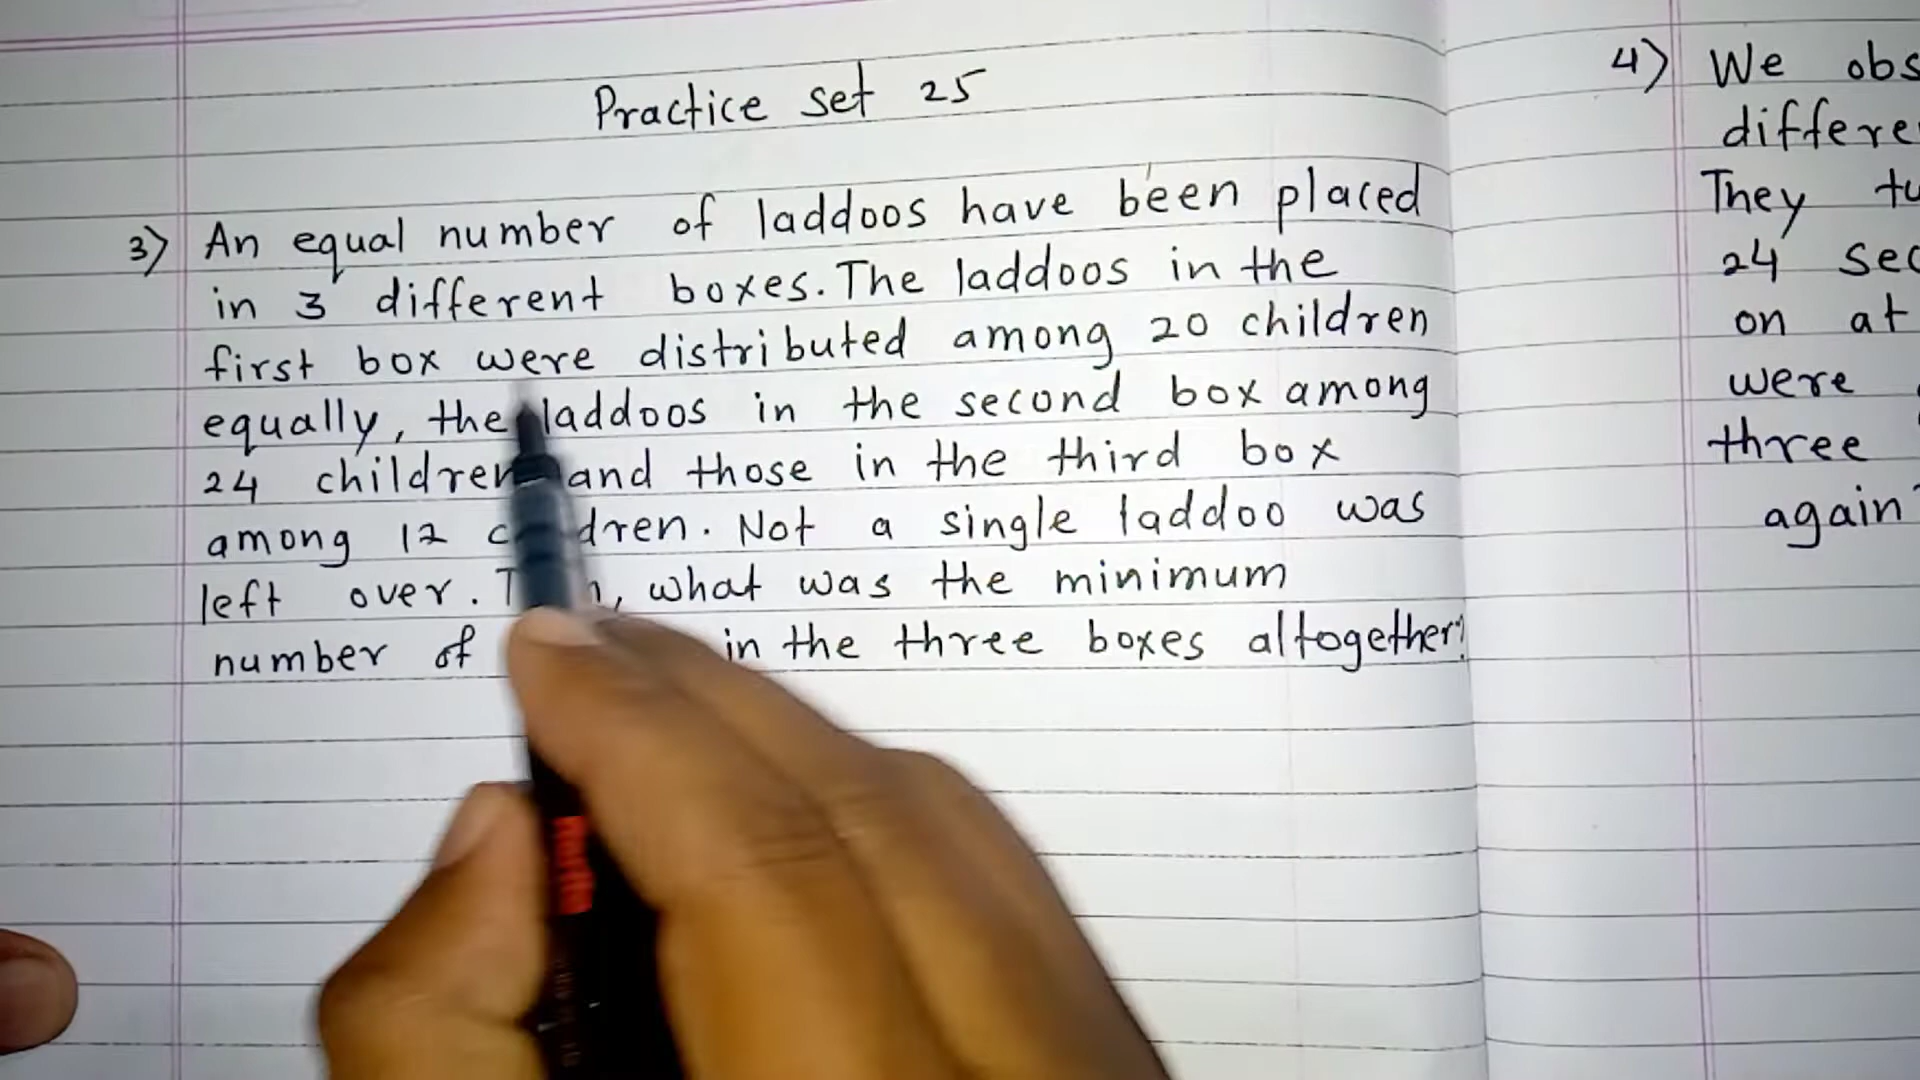 Practice set 25
3) An equal number of laddoos have been placed
in 3 different boxes. The laddoos in the
first box were distributed among 20 children
equally, the laddoos in the second box among
24 children and those in the third box
among 12 dren. Not a single laddoo was
left over. what was the minimum
number of in the three boxes altogether?
4) We obs
differe
They tu
24 sec
on at
were
three
again?